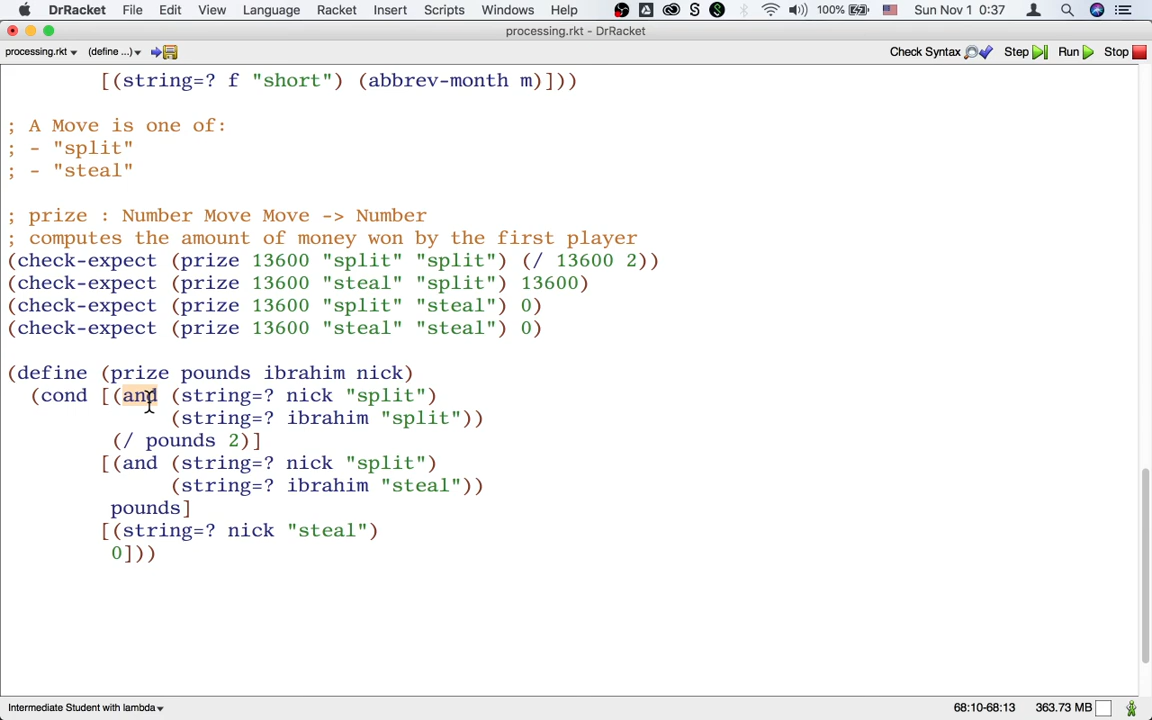 DrRacket File Edit View Language Racket Insert Scripts Windows Help 100% Sun Nov 1 0:37
processing.rkt - DrRacket
processing.rkt (define ...) Check Syntax Step Run Stop
[(string=? f "short") (abbrev-month m)]))
; A Move is one of:
; - "split"
; - "steal"
; prize : Number Move Move -> Number
; computes the amount of money won by the first player
(check-expect (prize 13600 "split" "split") (/ 13600 2))
(check-expect (prize 13600 "steal" "split") 13600)
(check-expect (prize 13600 "split" "steal") 0)
(check-expect (prize 13600 "steal" "steal") 0)
(define (prize pounds ibrahim nick)
(cond [(and (string=? nick "split")
(string=? ibrahim "split"))
(/ pounds 2)]
[(and (string=? nick "split")
(string=? ibrahim "steal"))
pounds]
[(string=? nick "steal")
0]))
Intermediate Student with lambda 68:10-68:13 363.73 MB